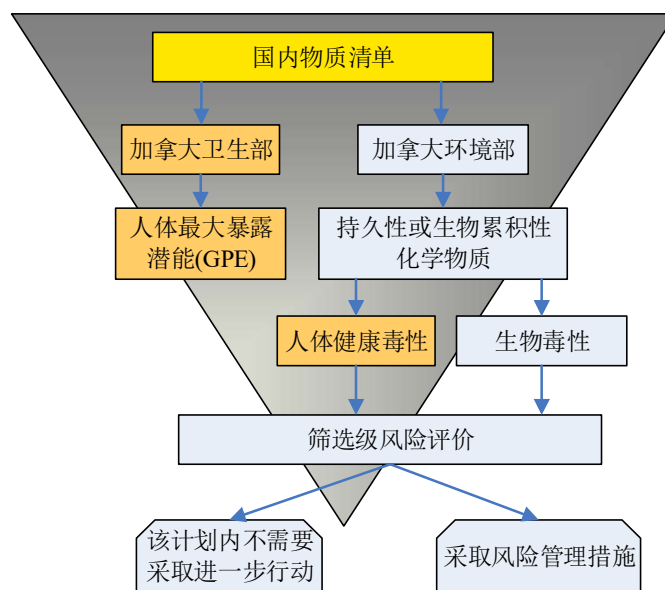 国内物质清单
加拿大卫生部
加拿大环境部
人体最大暴露
潜能(GPE)
持久性或生物累积性
化学物质
人体健康毒性
生物毒性
筛选级风险评价
该计划内不需要
采取进一步行动
采取风险管理措施